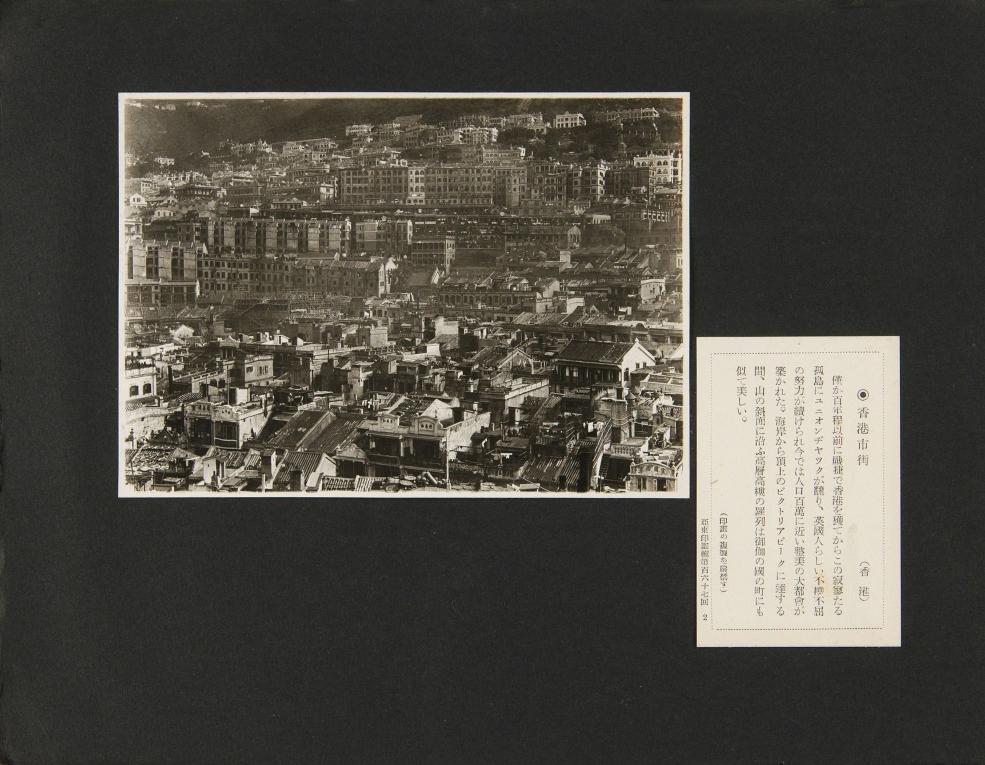 ◉香港市街 (香港)
僅か百年程以前に硝煙で香港を獲てからこの寂寥たる
孤島にユニオンヂヤツクが翻り、英國人らしい不撓不屈
の努力が續けられ今では人口百萬に近い整美の大都會が
築かれた。海岸から頂上のビクトリアピークに達する
間、山の斜面に沿ふ高層高樓の羅列は御伽の國の町にも
似て美しい。
(印畫の複製を嚴禁す)
亞東印畫輯第百六十七回 2